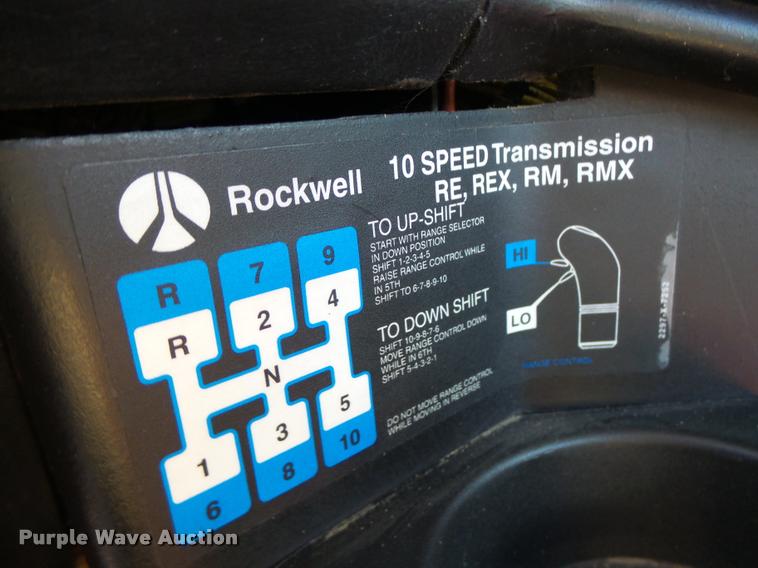 Rockwell
10 SPEED Transmission
RE, REX, RM, RMX
R 7 9
R 2 4
N
1 3 5
6 8 10
TO UP-SHIFT
START WITH RANGE SELECTOR
IN DOWN POSITION
SHIFT 1-2-3-4-5
RAISE RANGE CONTROL WHILE
IN 5TH
SHIFT TO 6-7-8-9-10
TO DOWN SHIFT
SHIFT 10-9-8-7-6
MOVE RANGE CONTROL DOWN
WHILE IN 6TH
SHIFT 5-4-3-2-1
DO NOT MOVE RANGE CONTROL
WHILE MOVING IN REVERSE
HI
LO
RANGE CONTROL
2297-X-7252
Purple Wave Auction